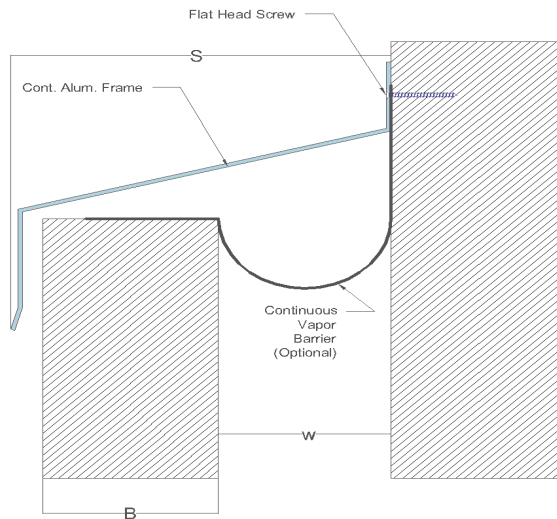 Flat Head Screw
S
Cont. Alum. Frame
Continuous
Vapor
Barrier
(Optional)
W
B